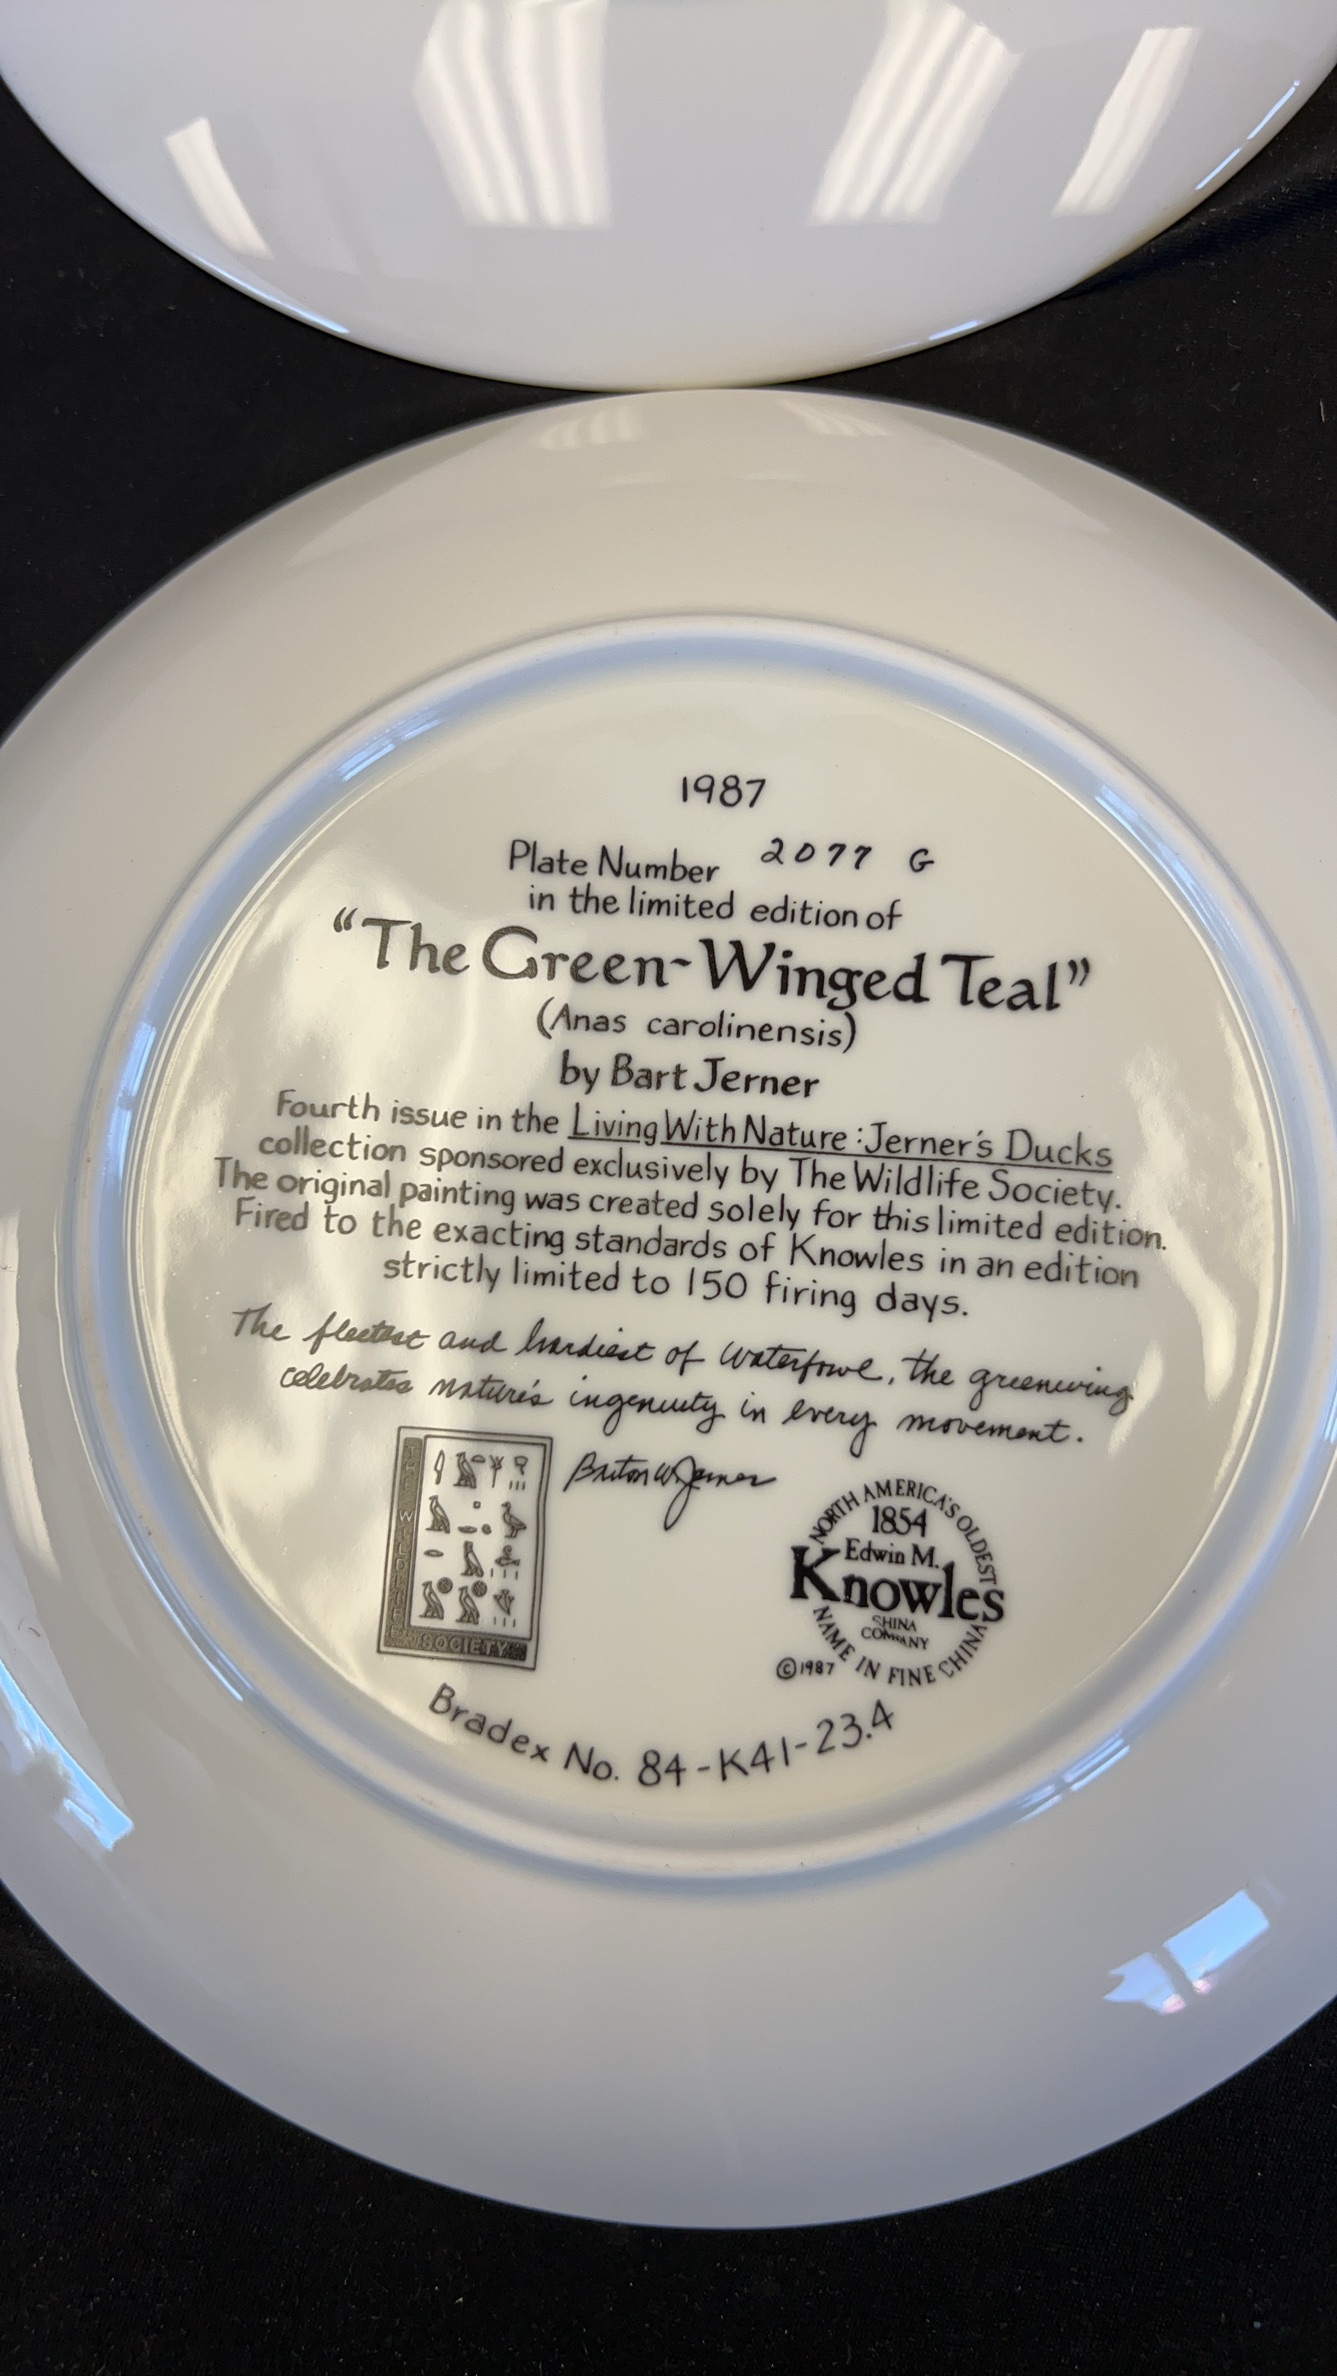 1987
Plate Number 2077 G
in the limited edition of
“The Green-Winged Teal”
(Anas carolinensis)
by Bart Jerner
Fourth issue in the Living With Nature: Jerner's Ducks
collection sponsored exclusively by The Wildlife Society.
The original painting was created solely for this limited edition.
Fired to the exacting standards of Knowles in an edition
strictly limited to 150 firing days.
The fleetest and hardiest of waterfowl, the greenwing
celebrates nature's ingenuity in every movement.
Barton W. Jerner
THE WILDLIFE
SOCIETY
NORTH AMERICA'S OLDEST
1854
Edwin M.
Knowles
CHINA
COMPANY
NAME IN FINE CHINA
©1987
Bradex No. 84-K41-23.4